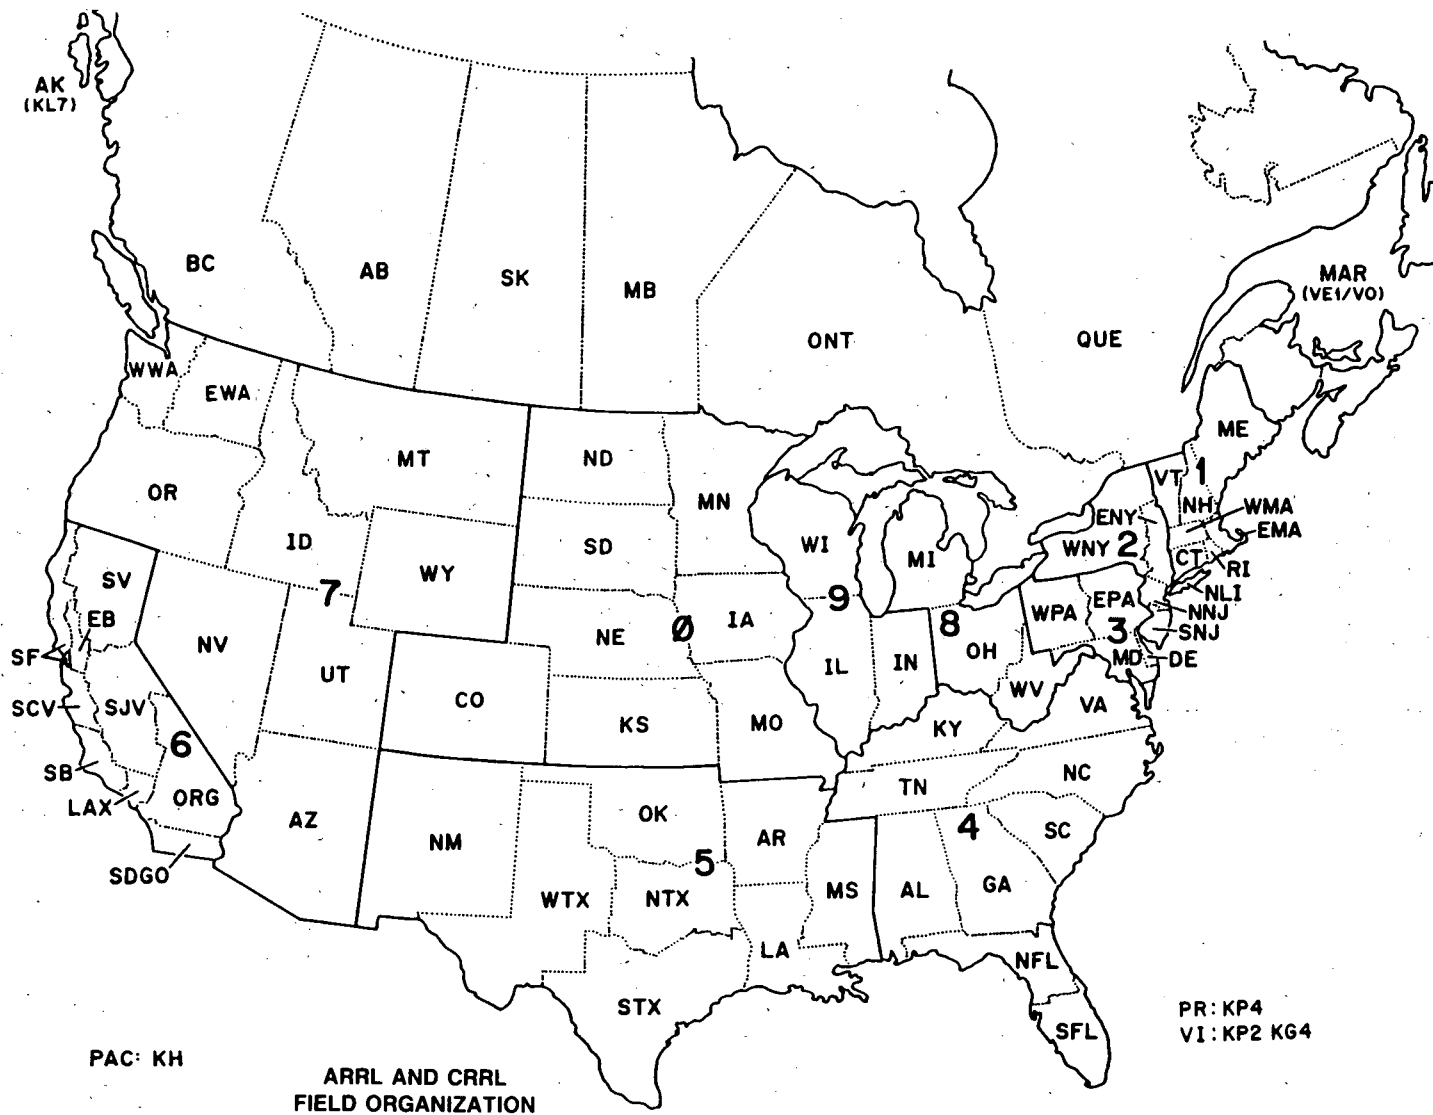 AK
(KL7)
BC
AB
SK
MB
ONT
QUE
MAR
(VE1/VO)
WWA
EWA
MT
ND
MN
OR
ID
SD
WI
MI
ME
VT
1
NH
WMA
EMA
ENY
WNY 2
CT
RI
NLI
NNJ
SNJ
DE
WPA
EPA
3
MD
SV
EB
SF
SCV
SJV
6
SB
LAX
ORG
SDGO
NV
7
WY
UT
CO
NE
Ø
IA
9
IL
IN
8
OH
WV
VA
KS
MO
KY
TN
NC
AZ
NM
OK
AR
5
4
SC
WTX
NTX
MS
AL
GA
LA
STX
NFL
SFL
PR: KP4
VI: KP2 KG4
PAC: KH
ARRL AND CRRL
FIELD ORGANIZATION